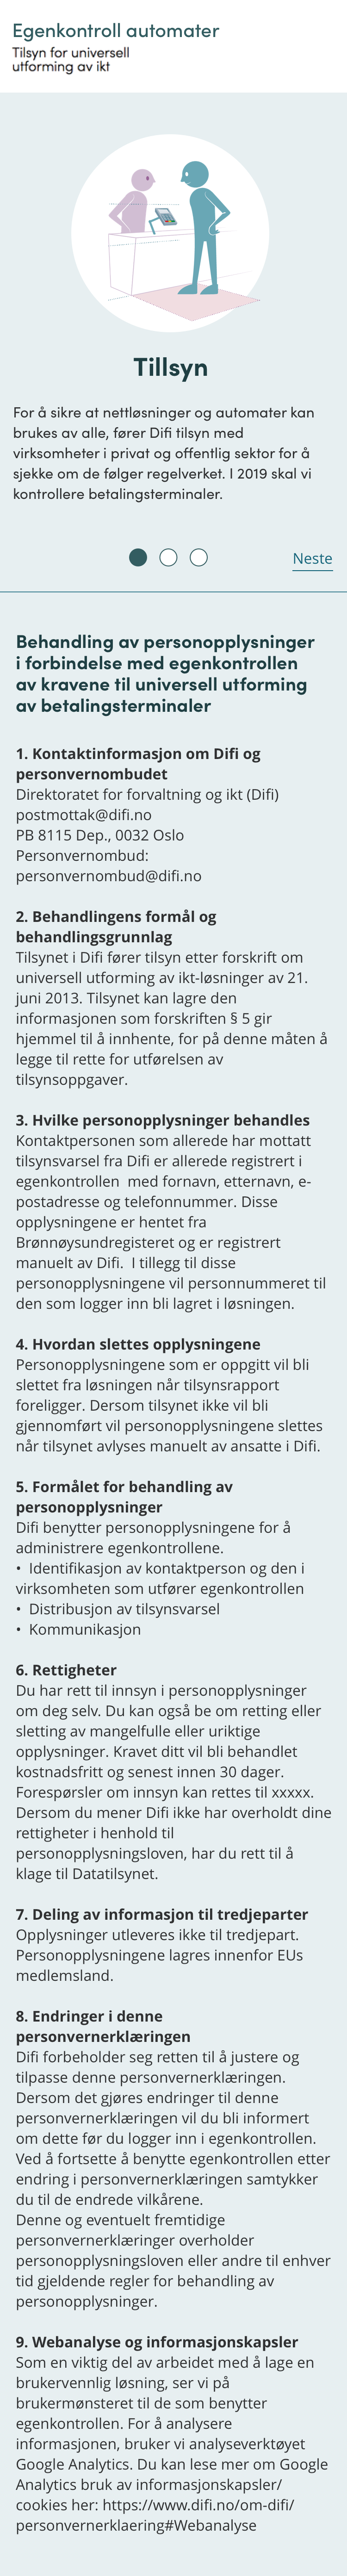 Egenkontroll automater
Tilsyn for universell
utforming av ikt
Tillsyn
For å sikre at nettløsninger og automater kan
brukes av alle, fører Difi tilsyn med
virksomheter i privat og offentlig sektor for å
sjekke om de følger regelverket. I 2019 skal vi
kontrollere betalingsterminaler.
Neste
Behandling av personopplysninger
i forbindelse med egenkontrollen
av kravene til universell utforming
av betalingsterminaler
1. Kontaktinformasjon om Difi og
personvernombudet
Direktoratet for forvaltning og ikt (Difi)
postmottak@difi.no
PB 8115 Dep., 0032 Oslo
Personvernombud:
personvernombud@difi.no
2. Behandlingens formål og
behandlingsgrunnlag
Tilsynet i Difi fører tilsyn etter forskrift om
universell utforming av ikt-løsninger av 21.
juni 2013. Tilsynet kan lagre den
informasjonen som forskriften § 5 gir
hjemmel til å innhente, for på denne måten å
legge til rette for utførelsen av
tilsynsoppgaver.
3. Hvilke personopplysninger behandles
Kontaktpersonen som allerede har mottatt
tilsynsvarsel fra Difi er allerede registrert i
egenkontrollen  med fornavn, etternavn, e-
postadresse og telefonnummer. Disse
opplysningene er hentet fra
Brønnøysundregisteret og er registrert
manuelt av Difi.  I tillegg til disse
personopplysningene vil personnummeret til
den som logger inn bli lagret i løsningen.
4. Hvordan slettes opplysningene
Personopplysningene som er oppgitt vil bli
slettet fra løsningen når tilsynsrapport
foreligger. Dersom tilsynet ikke vil bli
gjennomført vil personopplysningene slettes
når tilsynet avlyses manuelt av ansatte i Difi.
5. Formålet for behandling av
personopplysninger
Difi benytter personopplysningene for å
administrere egenkontrollene.
• Identifikasjon av kontaktperson og den i
virksomheten som utfører egenkontrollen
• Distribusjon av tilsynsvarsel
• Kommunikasjon
6. Rettigheter
Du har rett til innsyn i personopplysninger
om deg selv. Du kan også be om retting eller
sletting av mangelfulle eller uriktige
opplysninger. Kravet ditt vil bli behandlet
kostnadsfritt og senest innen 30 dager.
Forespørsler om innsyn kan rettes til xxxxx.
Dersom du mener Difi ikke har overholdt dine
rettigheter i henhold til
personopplysningsloven, har du rett til å
klage til Datatilsynet.
7. Deling av informasjon til tredjeparter
Opplysninger utleveres ikke til tredjepart.
Personopplysningene lagres innenfor EUs
medlemsland.
8. Endringer i denne
personvernerklæringen
Difi forbeholder seg retten til å justere og
tilpasse denne personvernerklæringen.
Dersom det gjøres endringer til denne
personvernerklæringen vil du bli informert
om dette før du logger inn i egenkontrollen.
Ved å fortsette å benytte egenkontrollen etter
endring i personvernerklæringen samtykker
du til de endrede vilkårene.
Denne og eventuelt fremtidige
personvernerklæringer overholder
personopplysningsloven eller andre til enhver
tid gjeldende regler for behandling av
personopplysninger.
9. Webanalyse og informasjonskapsler
Som en viktig del av arbeidet med å lage en
brukervennlig løsning, ser vi på
brukermønsteret til de som benytter
egenkontrollen. For å analysere
informasjonen, bruker vi analyseverktøyet
Google Analytics. Du kan lese mer om Google
Analytics bruk av informasjonskapsler/
cookies her: https://www.difi.no/om-difi/
personvernerklaering#Webanalyse